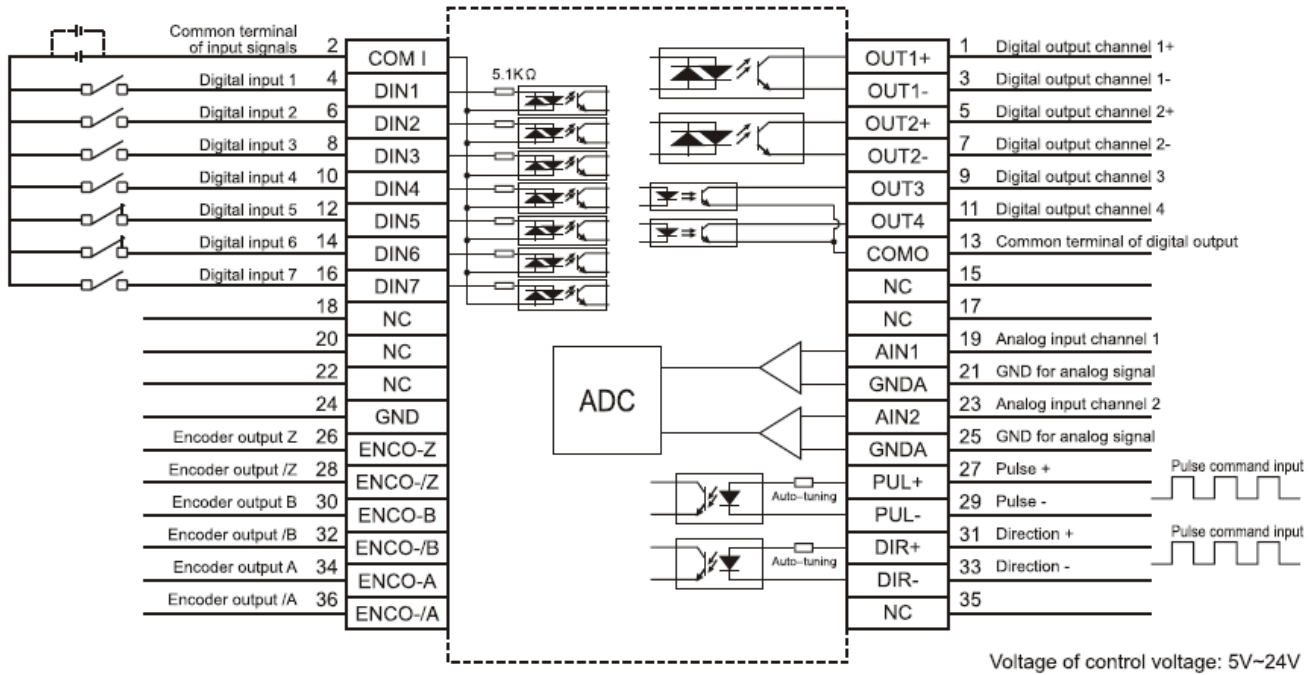 Common terminal
of input signals 2 COM I
Digital input 1 4 DIN1
Digital input 2 6 DIN2
Digital input 3 8 DIN3
Digital input 4 10 DIN4
Digital input 5 12 DIN5
Digital input 6 14 DIN6
Digital input 7 16 DIN7
18 NC
20 NC
22 NC
24 GND
Encoder output Z 26 ENCO-Z
Encoder output /Z 28 ENCO-/Z
Encoder output B 30 ENCO-B
Encoder output /B 32 ENCO-/B
Encoder output A 34 ENCO-A
Encoder output /A 36 ENCO-/A
5.1KΩ
ADC
Auto-tuning
Auto-tuning
OUT1+ 1 Digital output channel 1+
OUT1- 3 Digital output channel 1-
OUT2+ 5 Digital output channel 2+
OUT2- 7 Digital output channel 2-
OUT3 9 Digital output channel 3
OUT4 11 Digital output channel 4
COMO 13 Common terminal of digital output
NC 15
NC 17
AIN1 19 Analog input channel 1
GNDA 21 GND for analog signal
AIN2 23 Analog input channel 2
GNDA 25 GND for analog signal
PUL+ 27 Pulse + Pulse command input
PUL- 29 Pulse -
DIR+ 31 Direction + Pulse command input
DIR- 33 Direction -
NC 35
Voltage of control voltage: 5V~24V